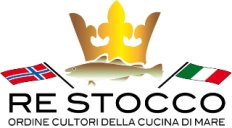 RE STOCCO
ORDINE CULTORI DELLA CUCINA DI MARE